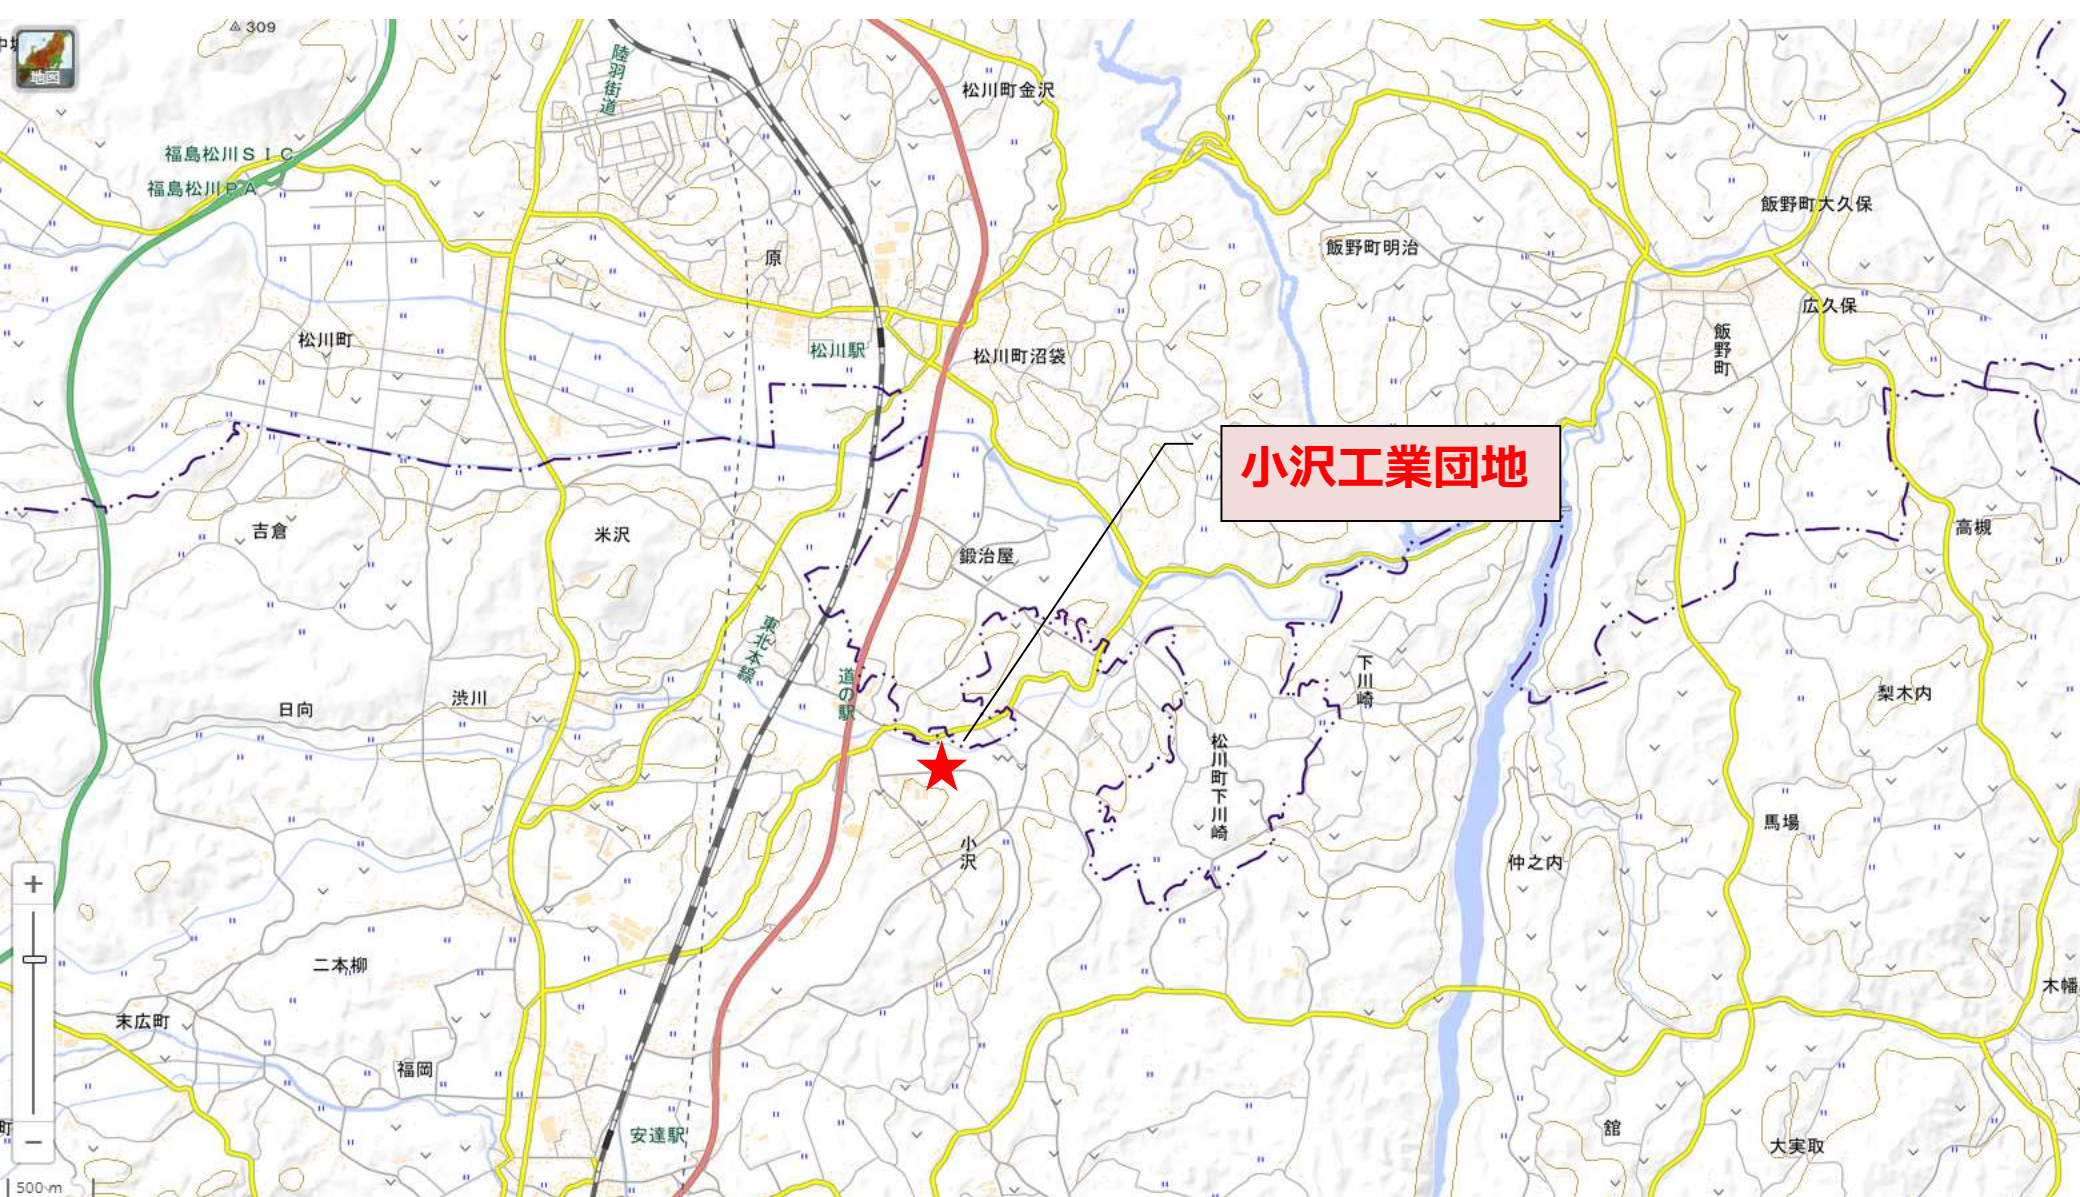 309
地図
陸羽街道
松川町金沢
福島松川SIC
福島松川PA
飯野町大久保
飯野町明治
原
広久保
松川町
飯野町
松川駅
松川町沼袋
小沢工業団地
吉倉
米沢
高槻
鍛治屋
東北本線
下川崎
道の駅
梨木内
日向
渋川
松川町下川崎
馬場
小沢
仲之内
二本柳
木幡
末広町
福岡
舘
安達駅
大実取
500 m